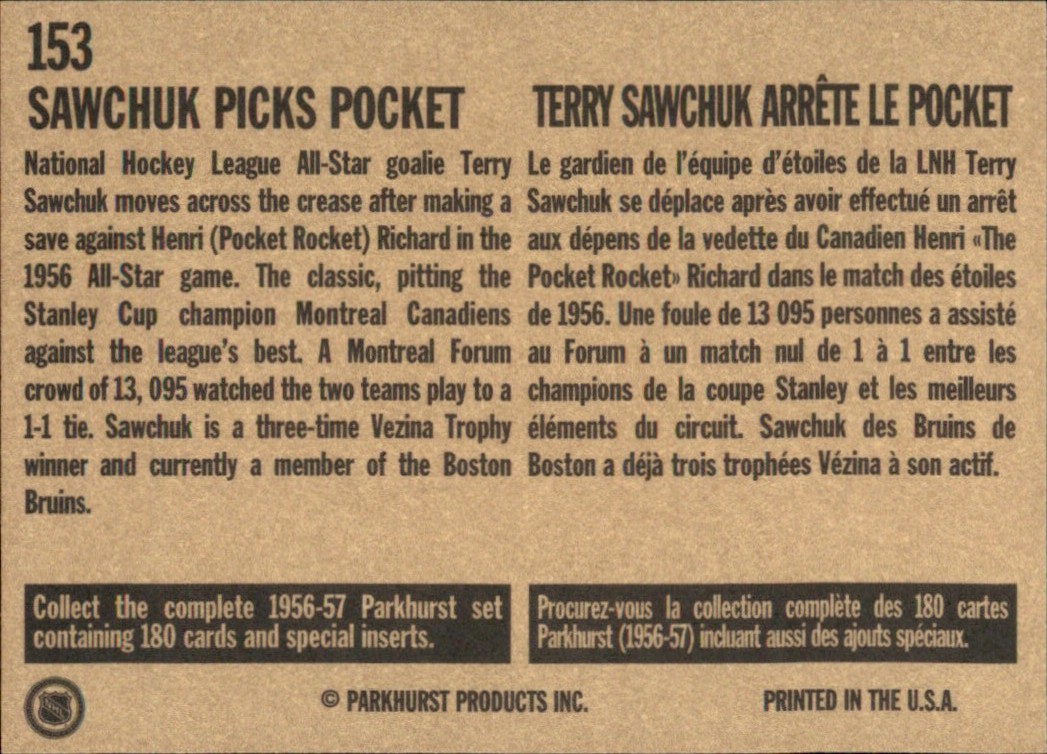 153
SAWCHUK PICKS POCKET
National Hockey League All-Star goalie Terry
Sawchuk moves across the crease after making a
save against Henri (Pocket Rocket) Richard in the
1956 All-Star game. The classic, pitting the
Stanley Cup champion Montreal Canadiens
against the league's best. A Montreal Forum
crowd of 13, 095 watched the two teams play to a
1-1 tie. Sawchuk is a three-time Vezina Trophy
winner and currently a member of the Boston
Bruins.
TERRY SAWCHUK ARRÊTE LE POCKET
Le gardien de l'équipe d'étoiles de la LNH Terry
Sawchuk se déplace après avoir effectué un arrêt
aux dépens de la vedette du Canadien Henri «The
Pocket Rocket» Richard dans le match des étoiles
de 1956. Une foule de 13 095 personnes a assisté
au Forum à un match nul de 1 à 1 entre les
champions de la coupe Stanley et les meilleurs
éléments du circuit. Sawchuk des Bruins de
Boston a déjà trois trophées Vézina à son actif.
Collect the complete 1956-57 Parkhurst set
containing 180 cards and special inserts.
Procurez-vous la collection complète des 180 cartes
Parkhurst (1956-57) incluant aussi des ajouts spéciaux.
NHL
© PARKHURST PRODUCTS INC.
PRINTED IN THE U.S.A.